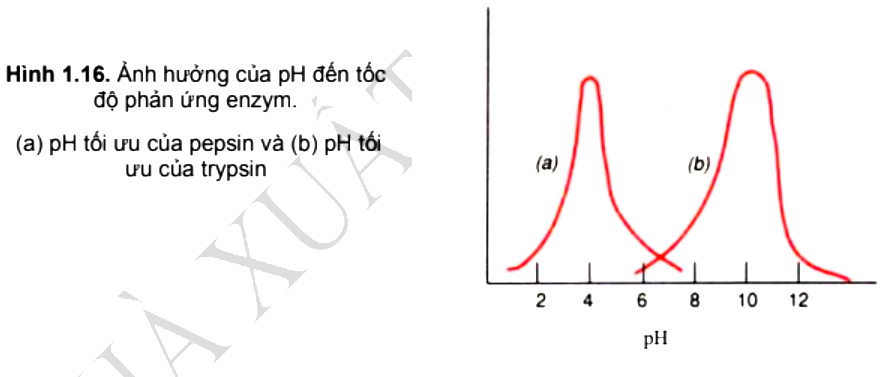 Hình 1.16. Ảnh hưởng của pH đến tốc
độ phản ứng enzym.
(a) pH tối ưu của pepsin và (b) pH tối
ưu của trypsin
(a)
(b)
2 4 6 8 10 12
pH
À XUẤT